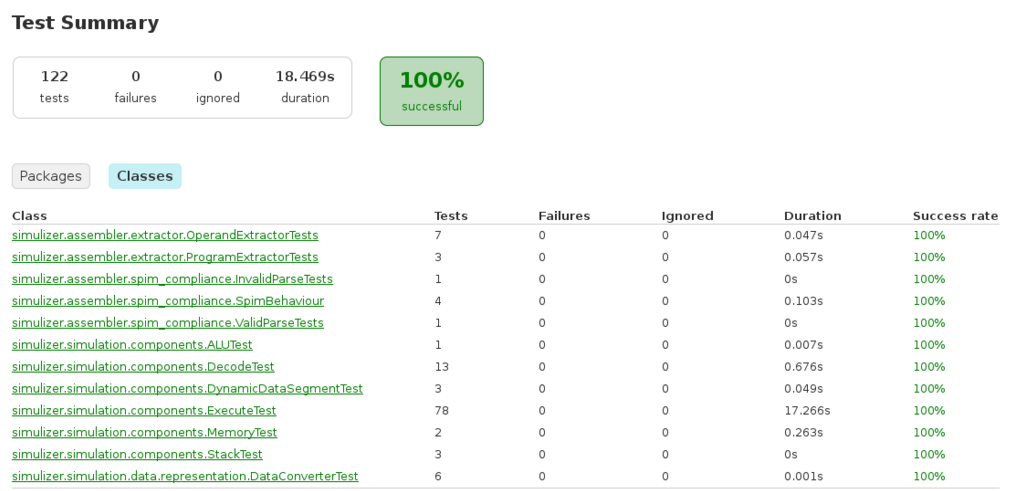 Test Summary
122 0 0 18.469s 100%
tests failures ignored duration successful
Packages Classes
Class Tests Failures Ignored Duration Success rate
simulizer.assembler.extractor.OperandExtractorTests 7 0 0 0.047s 100%
simulizer.assembler.extractor.ProgramExtractorTests 3 0 0 0.057s 100%
simulizer.assembler.spim_compliance.InvalidParseTests 1 0 0 0s 100%
simulizer.assembler.spim_compliance.SpimBehaviour 4 0 0 0.103s 100%
simulizer.assembler.spim_compliance.ValidParseTests 1 0 0 0s 100%
simulizer.simulation.components.ALUTest 1 0 0 0.007s 100%
simulizer.simulation.components.DecodeTest 13 0 0 0.676s 100%
simulizer.simulation.components.DynamicDataSegmentTest 3 0 0 0.049s 100%
simulizer.simulation.components.ExecuteTest 78 0 0 17.266s 100%
simulizer.simulation.components.MemoryTest 2 0 0 0.263s 100%
simulizer.simulation.components.StackTest 3 0 0 0s 100%
simulizer.simulation.data.representation.DataConverterTest 6 0 0 0.001s 100%